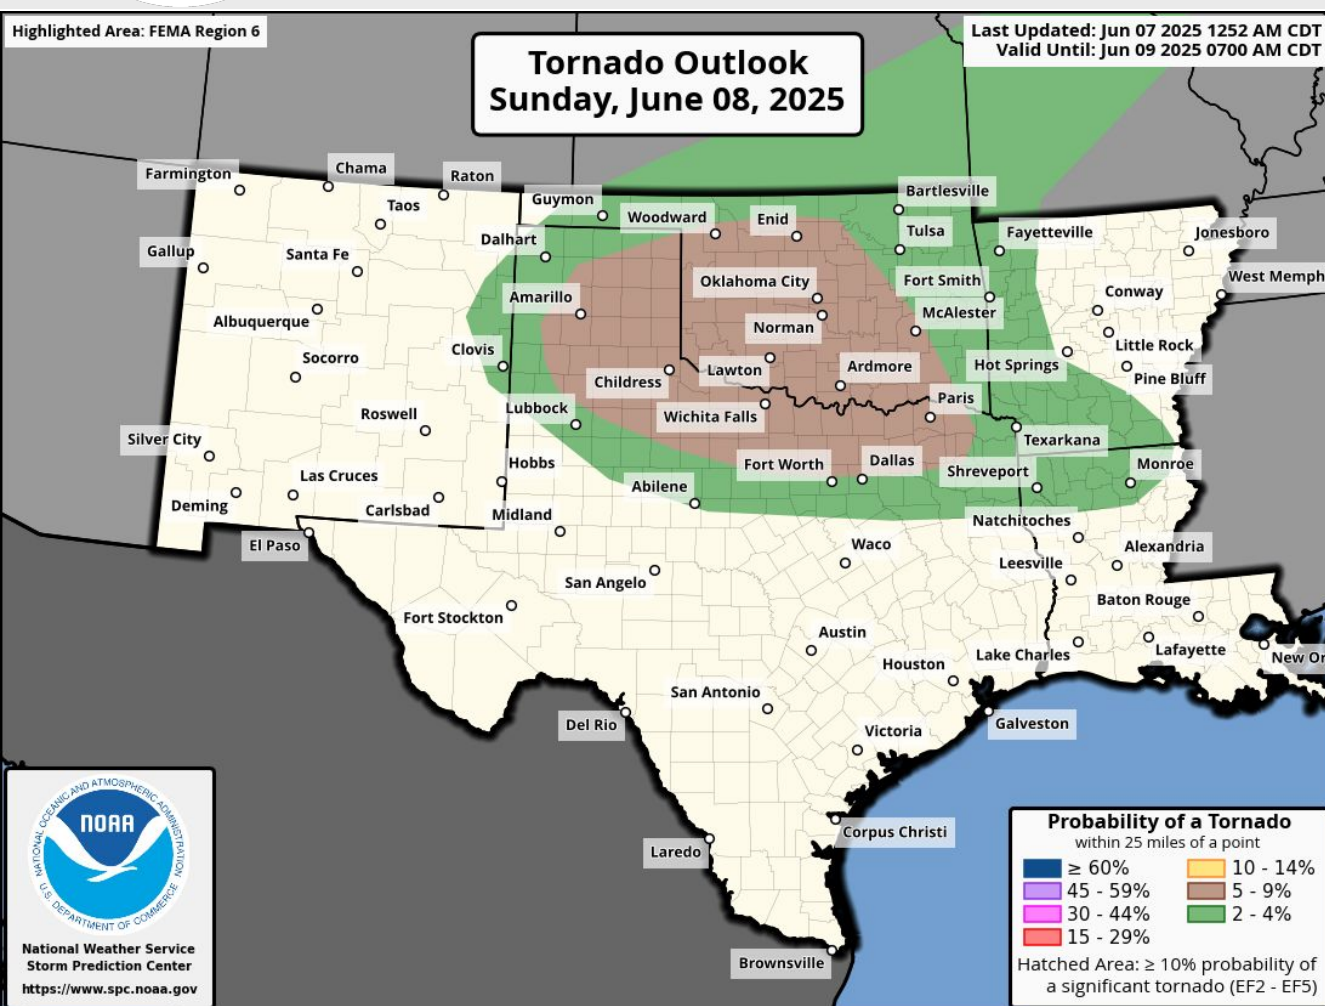 Highlighted Area: FEMA Region 6
Last Updated: Jun 07 2025 1252 AM CDT
Valid Until: Jun 09 2025 0700 AM CDT
Tornado Outlook
Sunday, June 08, 2025
Farmington
Chama
Raton
Taos
Guymon
Woodward
Enid
Bartlesville
Tulsa
Fayetteville
Jonesboro
Gallup
Santa Fe
Dalhart
Oklahoma City
Fort Smith
West Memph
Amarillo
Conway
Albuquerque
Norman
McAlester
Little Rock
Socorro
Clovis
Childress
Lawton
Ardmore
Hot Springs
Pine Bluff
Roswell
Lubbock
Wichita Falls
Paris
Silver City
Texarkana
Las Cruces
Hobbs
Fort Worth
Dallas
Shreveport
Monroe
Deming
Carlsbad
Midland
Abilene
Natchitoches
El Paso
Waco
Alexandria
San Angelo
Leesville
Fort Stockton
Baton Rouge
Austin
Lake Charles
Lafayette
New Or
Houston
San Antonio
Del Rio
Galveston
Victoria
Corpus Christi
Laredo
Brownsville
NATIONAL OCEANIC AND ATMOSPHERIC ADMINISTRATION
NOAA
U.S. DEPARTMENT OF COMMERCE
National Weather Service
Storm Prediction Center
https://www.spc.noaa.gov
Probability of a Tornado
within 25 miles of a point
≥ 60%
45 - 59%
30 - 44%
15 - 29%
10 - 14%
5 - 9%
2 - 4%
Hatched Area: ≥ 10% probability of
a significant tornado (EF2 - EF5)